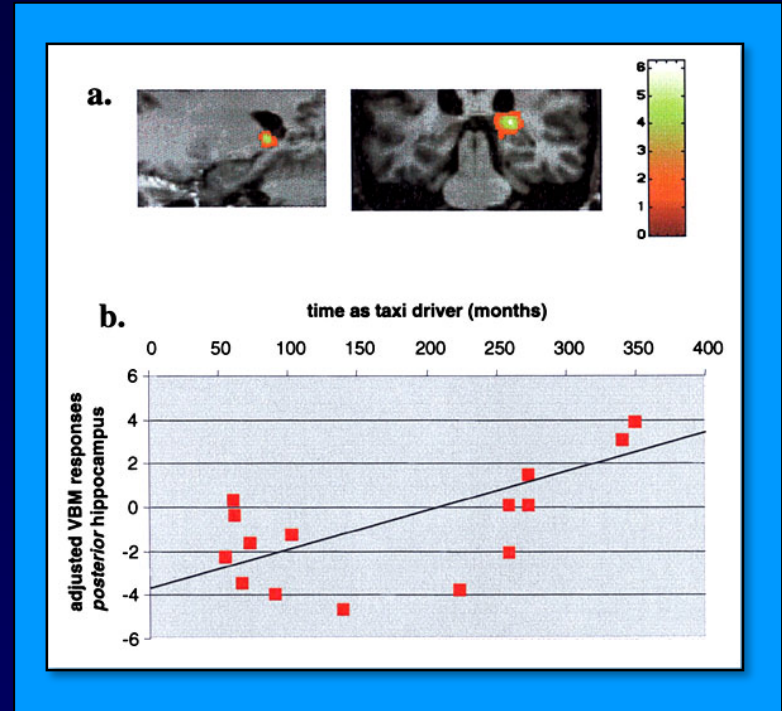 a.
6
5
4
3
2
1
0
b.
time as taxi driver (months)
0 50 100 150 200 250 300 350 400
adjusted VBM responses
posterior hippocampus
6
4
2
0
-2
-4
-6